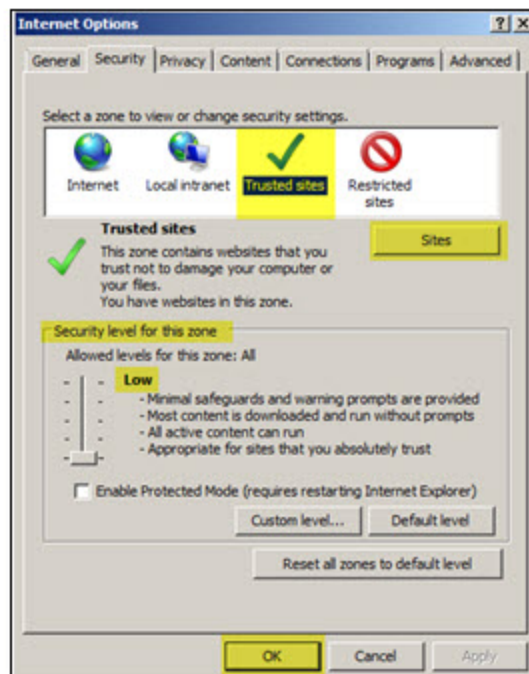 Internet Options
General Security Privacy Content Connections Programs Advanced
Select a zone to view or change security settings.
Internet Local intranet Trusted sites Restricted sites
Trusted sites
Sites
This zone contains websites that you
trust not to damage your computer or
your files.
You have websites in this zone.
Security level for this zone
Allowed levels for this zone: All
Low
- Minimal safeguards and warning prompts are provided
- Most content is downloaded and run without prompts
- All active content can run
- Appropriate for sites that you absolutely trust
Enable Protected Mode (requires restarting Internet Explorer)
Custom level... Default level
Reset all zones to default level
OK Cancel Apply